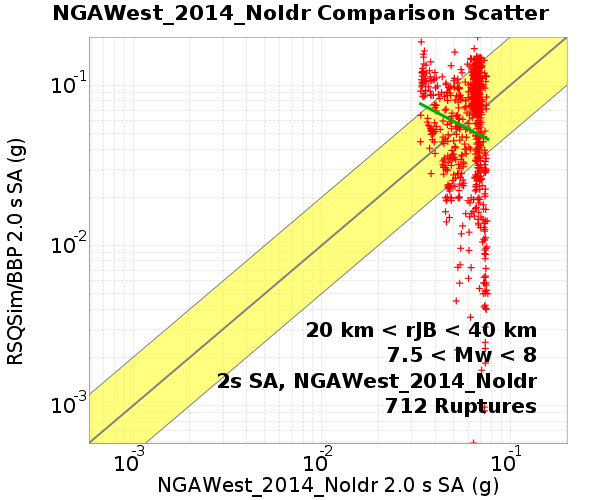 NGAWest_2014_NoIdr Comparison Scatter
RSQSim/BBP 2.0 s SA (g)
10-1
10-2
10-3
20 km < rJB < 40 km
7.5 < Mw < 8
2s SA, NGAWest_2014_NoIdr
712 Ruptures
10-3 10-2 10-1
NGAWest_2014_NoIdr 2.0 s SA (g)